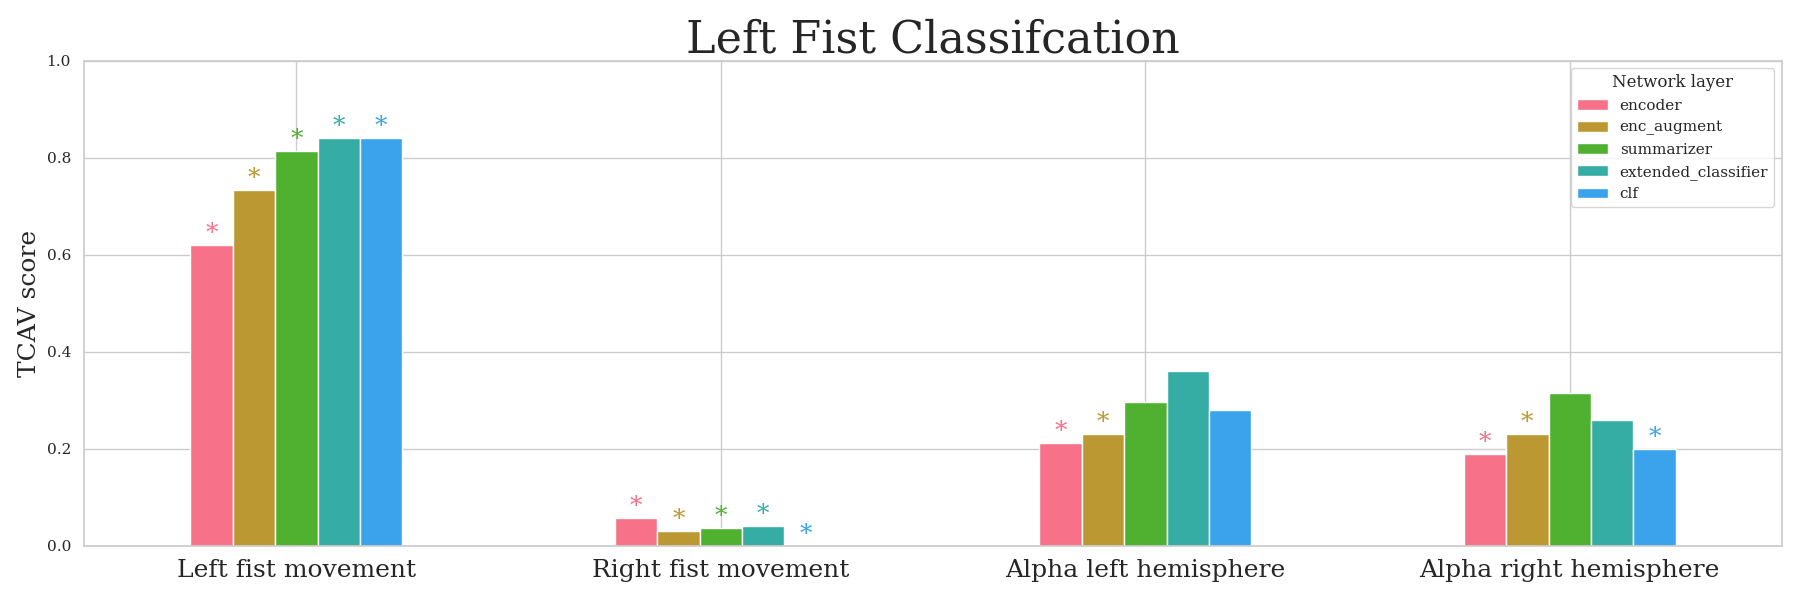 Left Fist Classifcation
TCAV score
1.0
0.8
0.6
0.4
0.2
0.0
Network layer
encoder
enc_augment
summarizer
extended_classifier
clf
* * * * *
* * * * *
* *
* * *
Left fist movement
Right fist movement
Alpha left hemisphere
Alpha right hemisphere